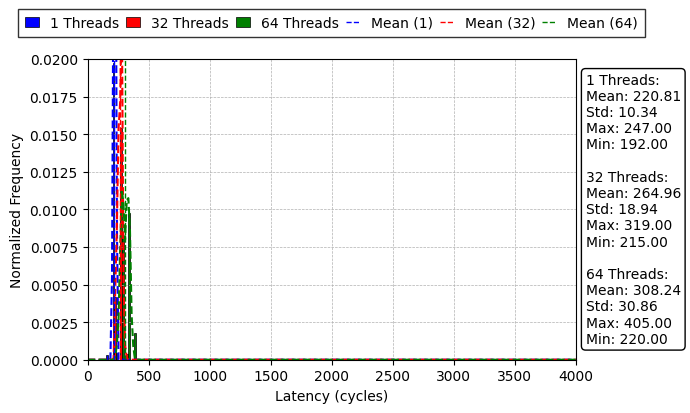 1 Threads 32 Threads 64 Threads Mean (1) Mean (32) Mean (64)
0.0200
0.0175
0.0150
0.0125
0.0100
0.0075
0.0050
0.0025
0.0000
Normalized Frequency
0 500 1000 1500 2000 2500 3000 3500 4000
Latency (cycles)
1 Threads:
Mean: 220.81
Std: 10.34
Max: 247.00
Min: 192.00
32 Threads:
Mean: 264.96
Std: 18.94
Max: 319.00
Min: 215.00
64 Threads:
Mean: 308.24
Std: 30.86
Max: 405.00
Min: 220.00